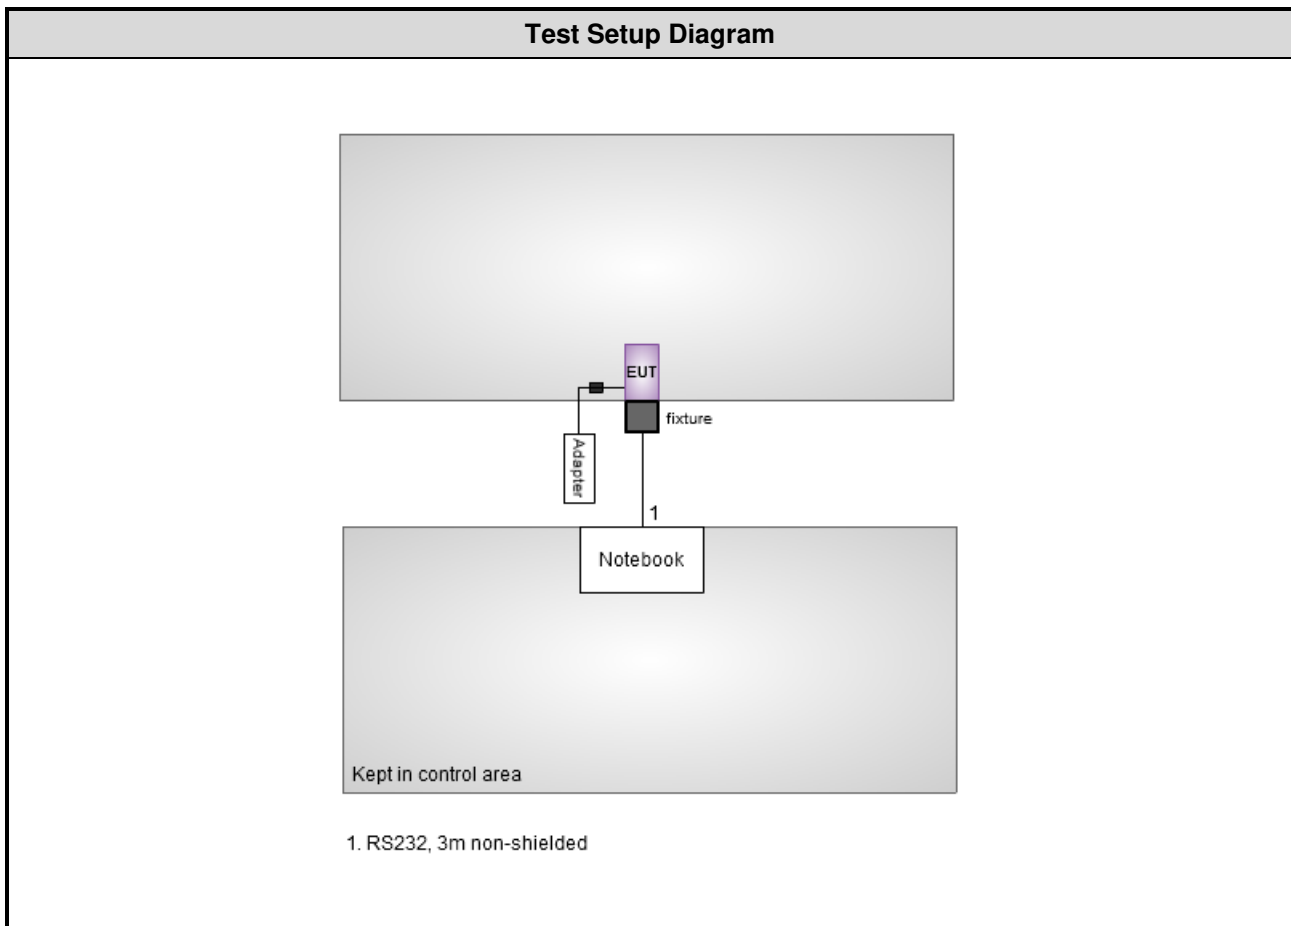 Test Setup Diagram
EUT
fixture
Adapter
1
Notebook
Kept in control area
1. RS232, 3m non-shielded